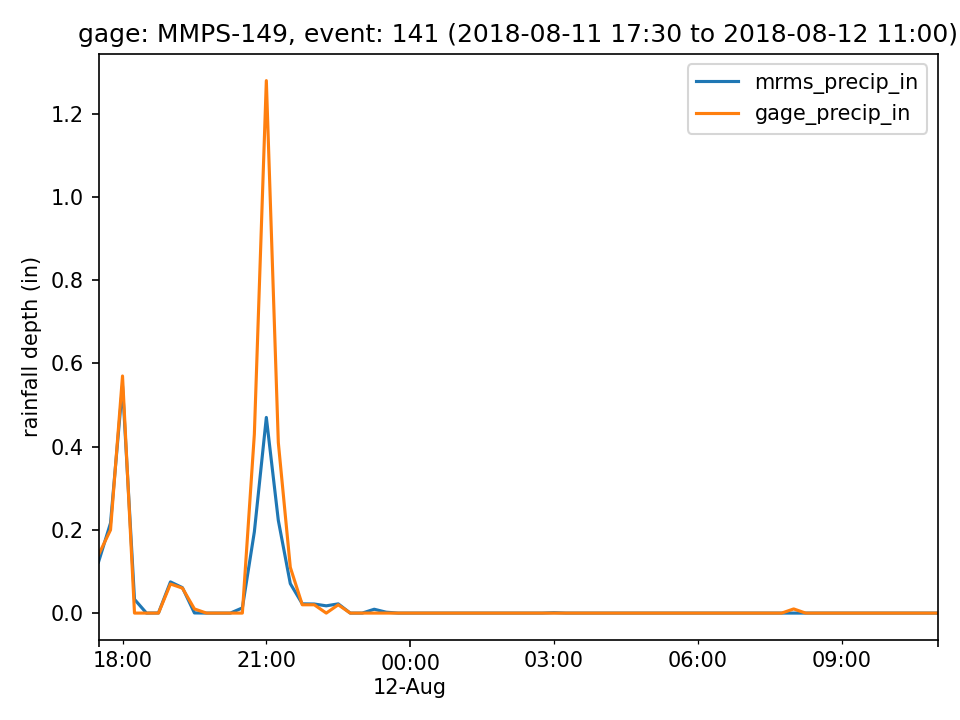 gage: MMPS-149, event: 141 (2018-08-11 17:30 to 2018-08-12 11:00)
mrms_precip_in
gage_precip_in
rainfall depth (in)
1.2
1.0
0.8
0.6
0.4
0.2
0.0
18:00 21:00 00:00 03:00 06:00 09:00
12-Aug